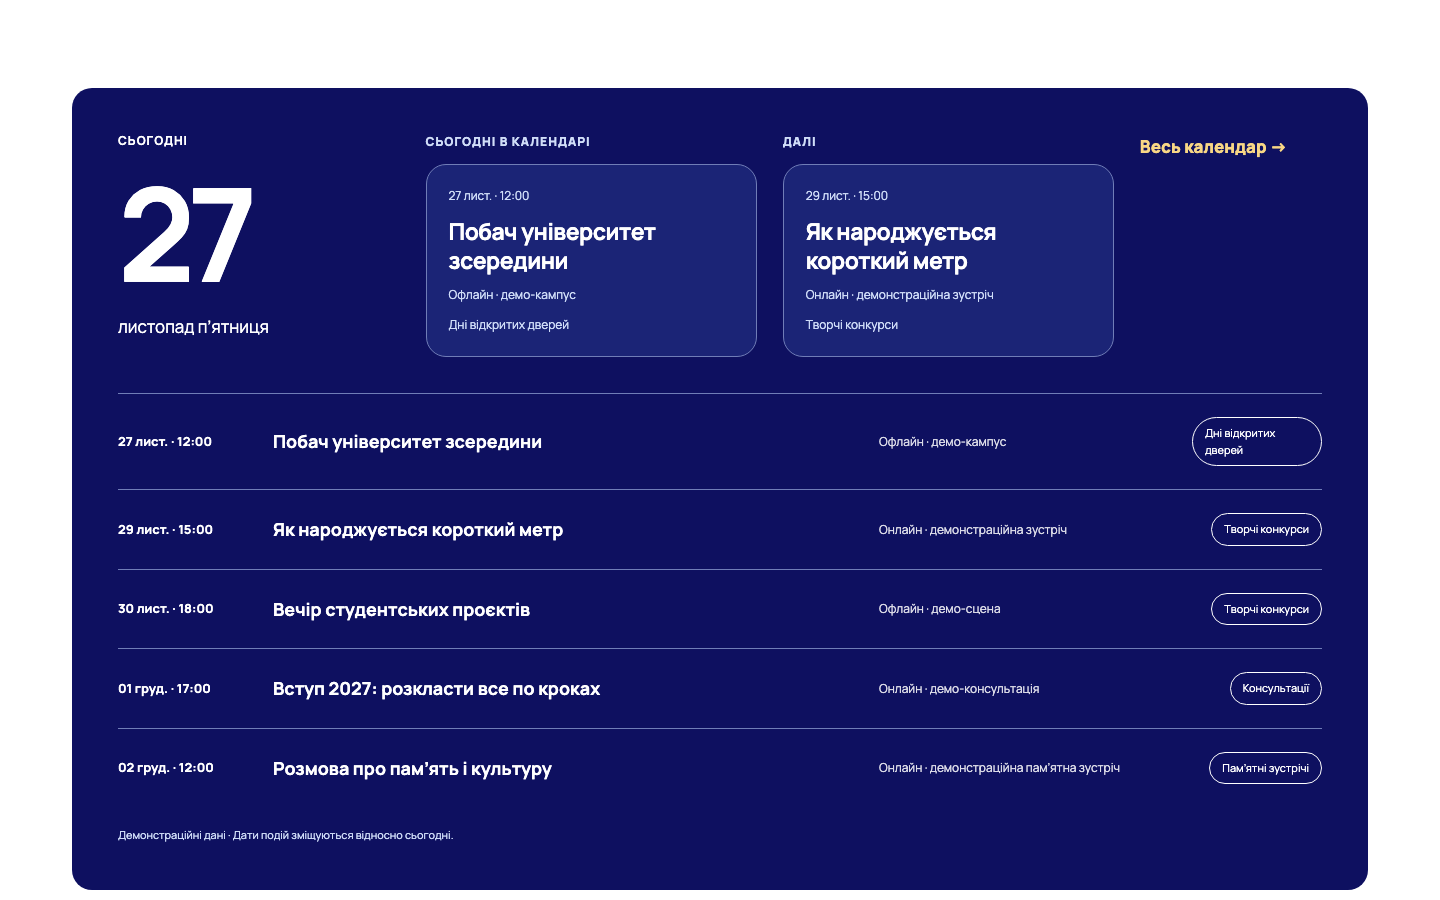 СЬОГОДНІ
27
листопад п’ятниця
СЬОГОДНІ В КАЛЕНДАРІ
27 лист. · 12:00
Побач університет
зсередини
Офлайн · демо-кампус
Дні відкритих дверей
ДАЛІ
29 лист. · 15:00
Як народжується
короткий метр
Онлайн · демонстраційна зустріч
Творчі конкурси
Весь календар →
27 лист. · 12:00 Побач університет зсередини Офлайн · демо-кампус Дні відкритих
дверей
29 лист. · 15:00 Як народжується короткий метр Онлайн · демонстраційна зустріч Творчі конкурси
30 лист. · 18:00 Вечір студентських проєктів Офлайн · демо-сцена Творчі конкурси
01 груд. · 17:00 Вступ 2027: розкласти все по кроках Онлайн · демо-консультація Консультації
02 груд. · 12:00 Розмова про пам’ять і культуру Онлайн · демонстраційна пам’ятна зустріч Пам’ятні зустрічі
Демонстраційні дані · Дати подій зміщуються відносно сьогодні.